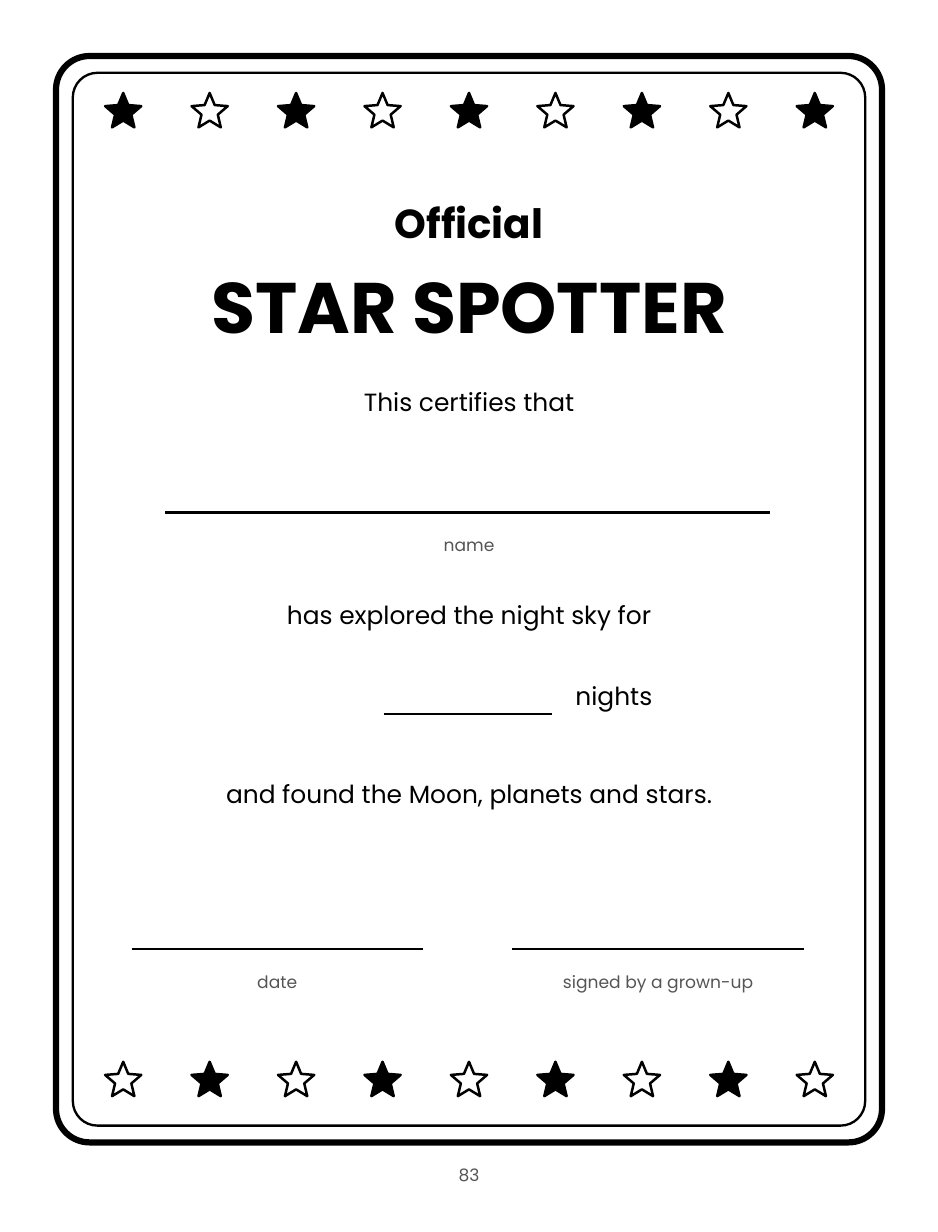 Official
STAR SPOTTER
This certifies that
name
has explored the night sky for
nights
and found the Moon, planets and stars.
date
signed by a grown-up
83